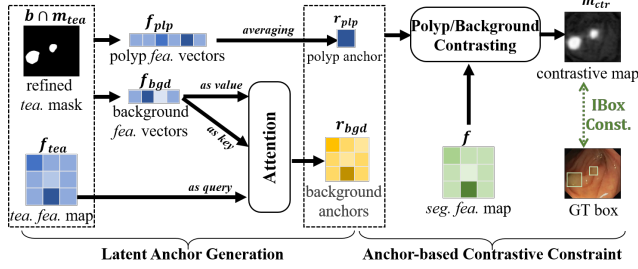 b ∩ m_tea
refined
tea. mask
f_tea
tea. fea. map
f_plp
polyp fea. vectors
f_bgd
background
fea. vectors
averaging
as value
as key
as query
Attention
r_plp
polyp anchor
r_bgd
background
anchors
Polyp/Background
Contrasting
f
seg. fea. map
m_ctr
contrastive map
IBox
Const.
GT box
Latent Anchor Generation
Anchor-based Contrastive Constraint